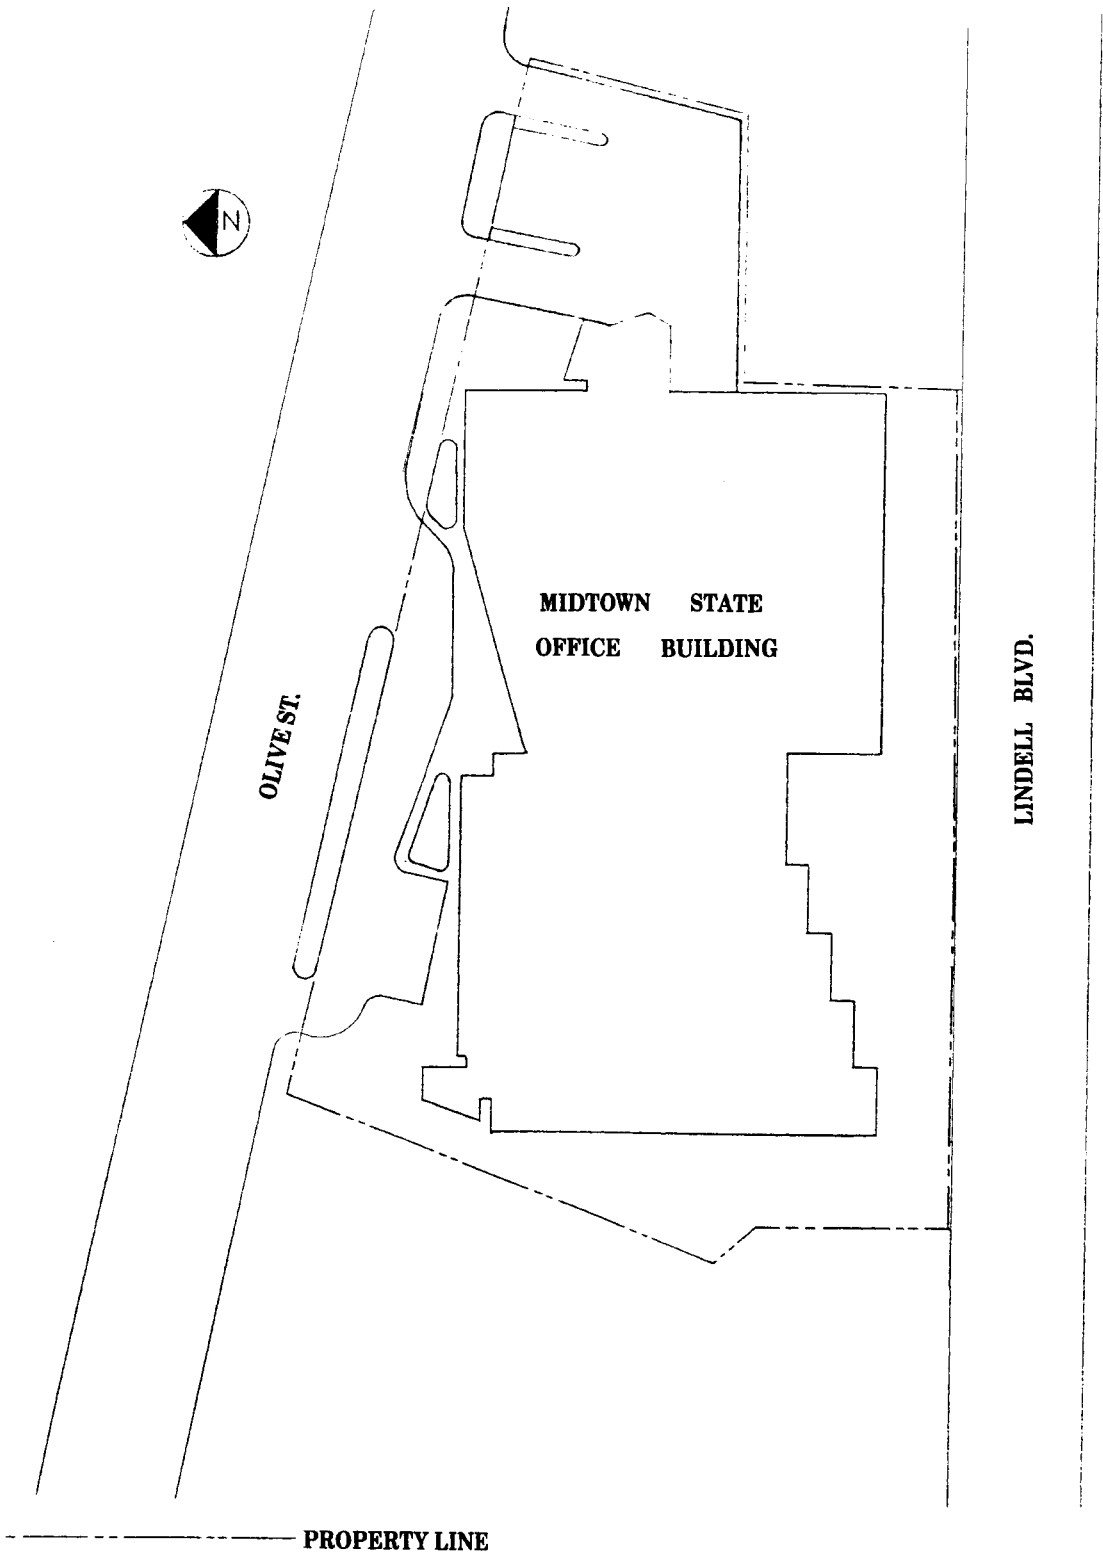 N
MIDTOWN STATE
OFFICE BUILDING
OLIVE ST.
LINDELL BLVD.
PROPERTY LINE